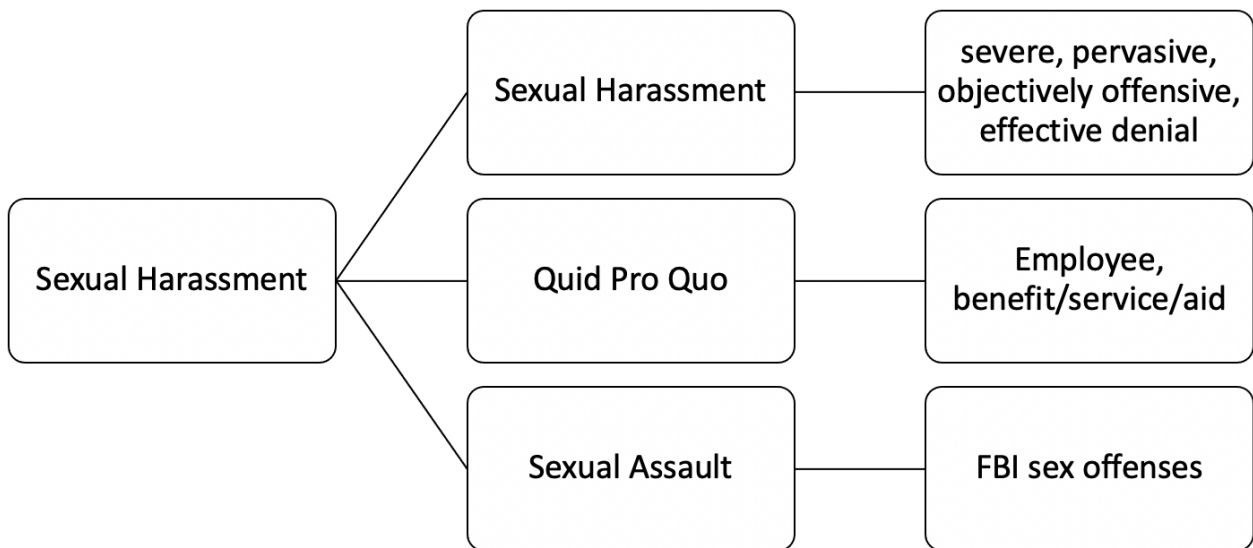 Sexual Harassment
Sexual Harassment
severe, pervasive,
objectively offensive,
effective denial
Quid Pro Quo
Employee,
benefit/service/aid
Sexual Assault
FBI sex offenses